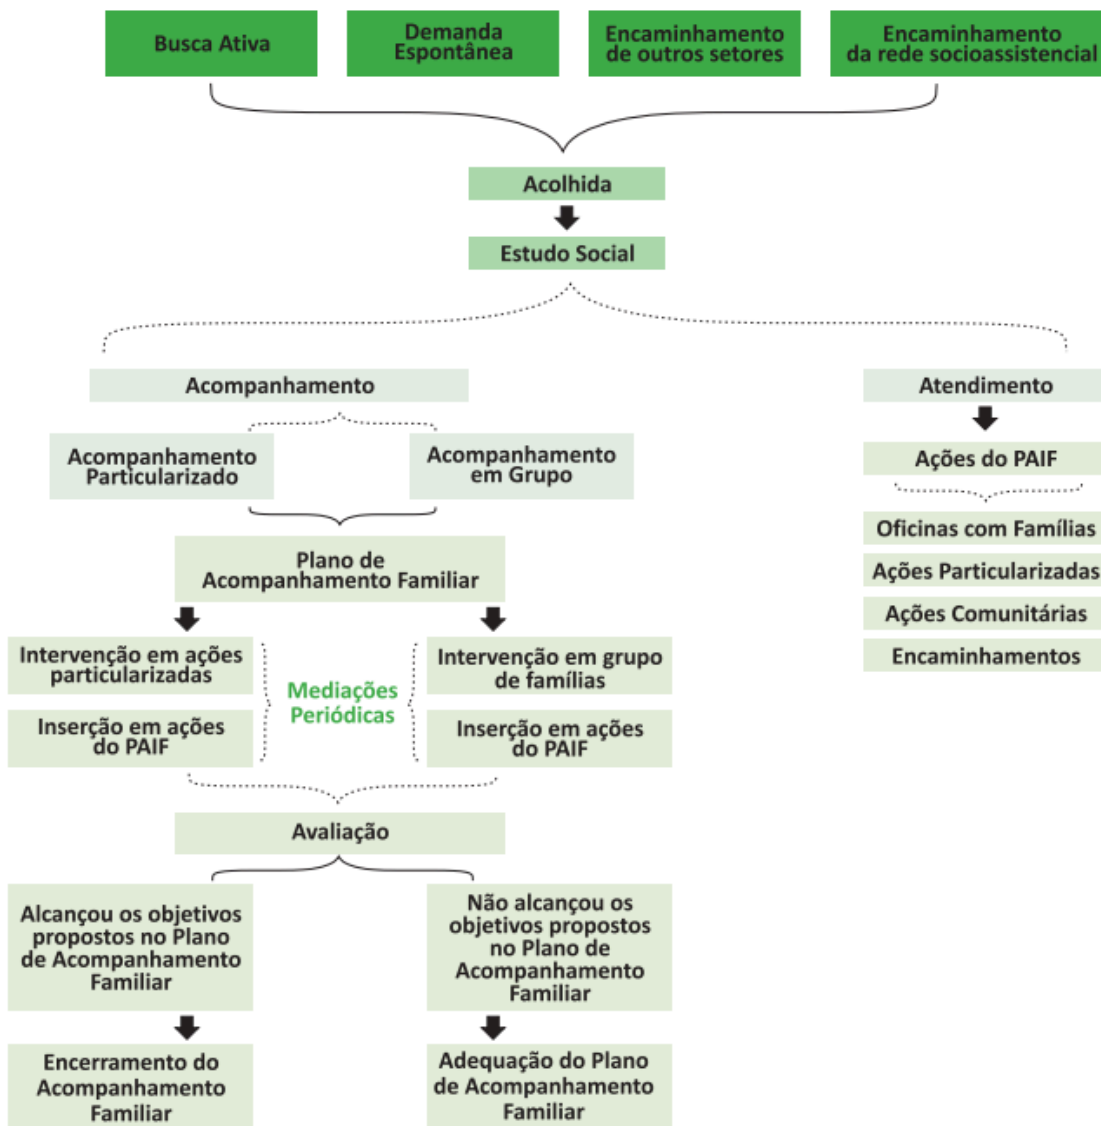 Busca Ativa
Demanda
Espontânea
Encaminhamento
de outros setores
Encaminhamento
da rede socioassistencial
Acolhida
Estudo Social
Acompanhamento
Atendimento
Acompanhamento
Particularizado
Acompanhamento
em Grupo
Ações do PAIF
Oficinas com Famílias
Ações Particularizadas
Ações Comunitárias
Encaminhamentos
Plano de
Acompanhamento Familiar
Intervenção em ações
particularizadas
Inserção em ações
do PAIF
Mediações
Periódicas
Intervenção em grupo
de famílias
Inserção em ações
do PAIF
Avaliação
Alcançou os objetivos
propostos no Plano
de Acompanhamento
Familiar
Não alcançou os
objetivos propostos
no Plano de
Acompanhamento
Familiar
Encerramento do
Acompanhamento
Familiar
Adequação do Plano
de Acompanhamento
Familiar